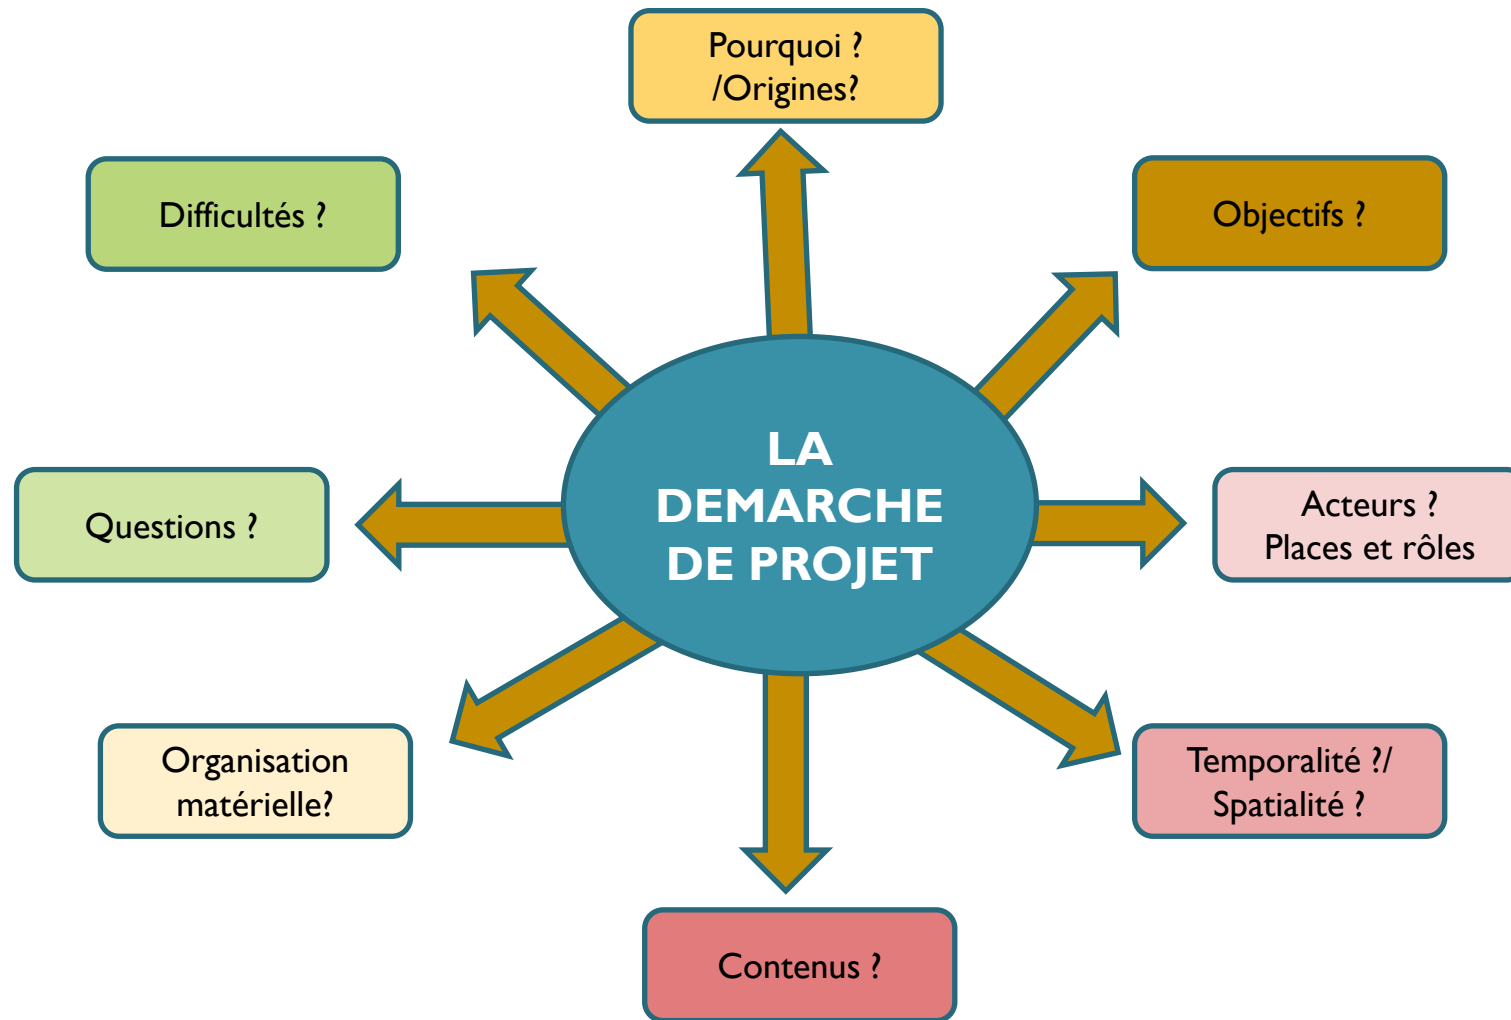 Pourquoi ?
/Origines?
Difficultés ?
Objectifs ?
LA
DEMARCHE
DE PROJET
Questions ?
Acteurs ?
Places et rôles
Organisation
matérielle?
Temporalité ?/
Spatialité ?
Contenus ?